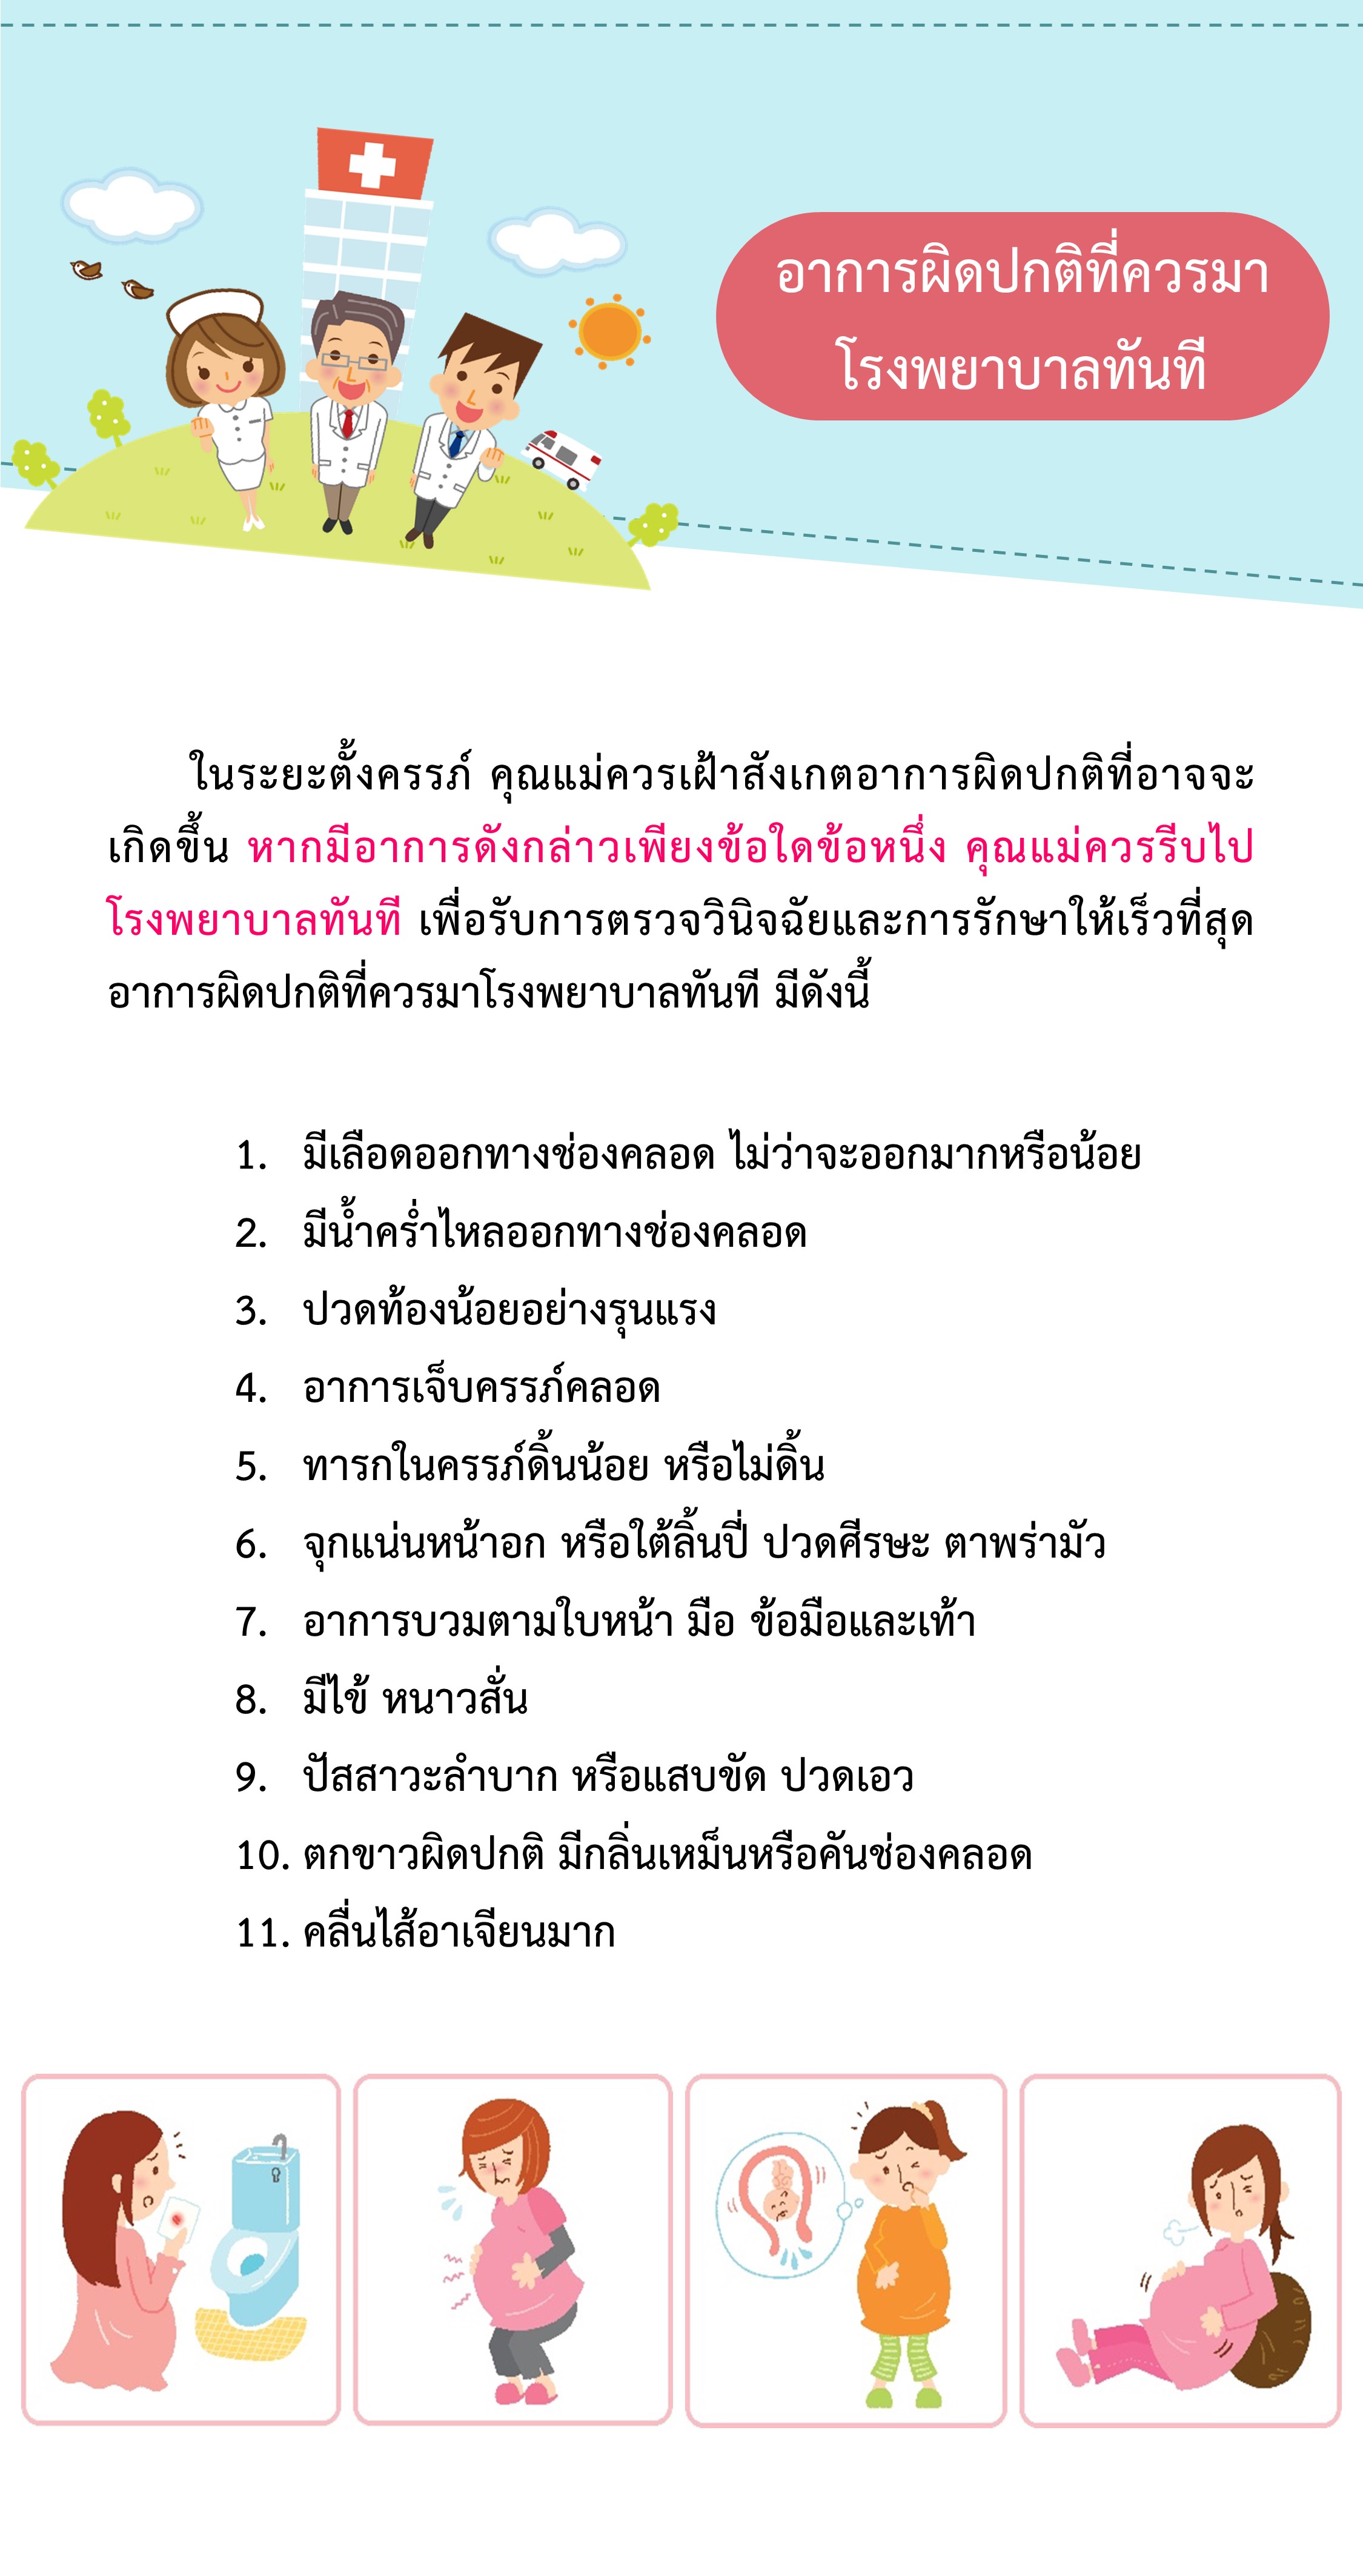 อาการผิดปกติที่ควรมา
โรงพยาบาลทันที
ในระยะตั้งครรภ์ คุณแม่ควรเฝ้าสังเกตอาการผิดปกติที่อาจจะ
เกิดขึ้น หากมีอาการดังกล่าวเพียงข้อใดข้อหนึ่ง คุณแม่ควรรีบไป
โรงพยาบาลทันที เพื่อรับการตรวจวินิจฉัยและการรักษาให้เร็วที่สุด
อาการผิดปกติที่ควรมาโรงพยาบาลทันที มีดังนี้
1. มีเลือดออกทางช่องคลอด ไม่ว่าจะออกมากหรือน้อย
2. มีน้ำคร่ำไหลออกทางช่องคลอด
3. ปวดท้องน้อยอย่างรุนแรง
4. อาการเจ็บครรภ์คลอด
5. ทารกในครรภ์ดิ้นน้อย หรือไม่ดิ้น
6. จุกแน่นหน้าอก หรือใต้ลิ้นปี่ ปวดศีรษะ ตาพร่ามัว
7. อาการบวมตามใบหน้า มือ ข้อมือและเท้า
8. มีไข้ หนาวสั่น
9. ปัสสาวะลำบาก หรือแสบขัด ปวดเอว
10. ตกขาวผิดปกติ มีกลิ่นเหม็นหรือคันช่องคลอด
11. คลื่นไส้อาเจียนมาก